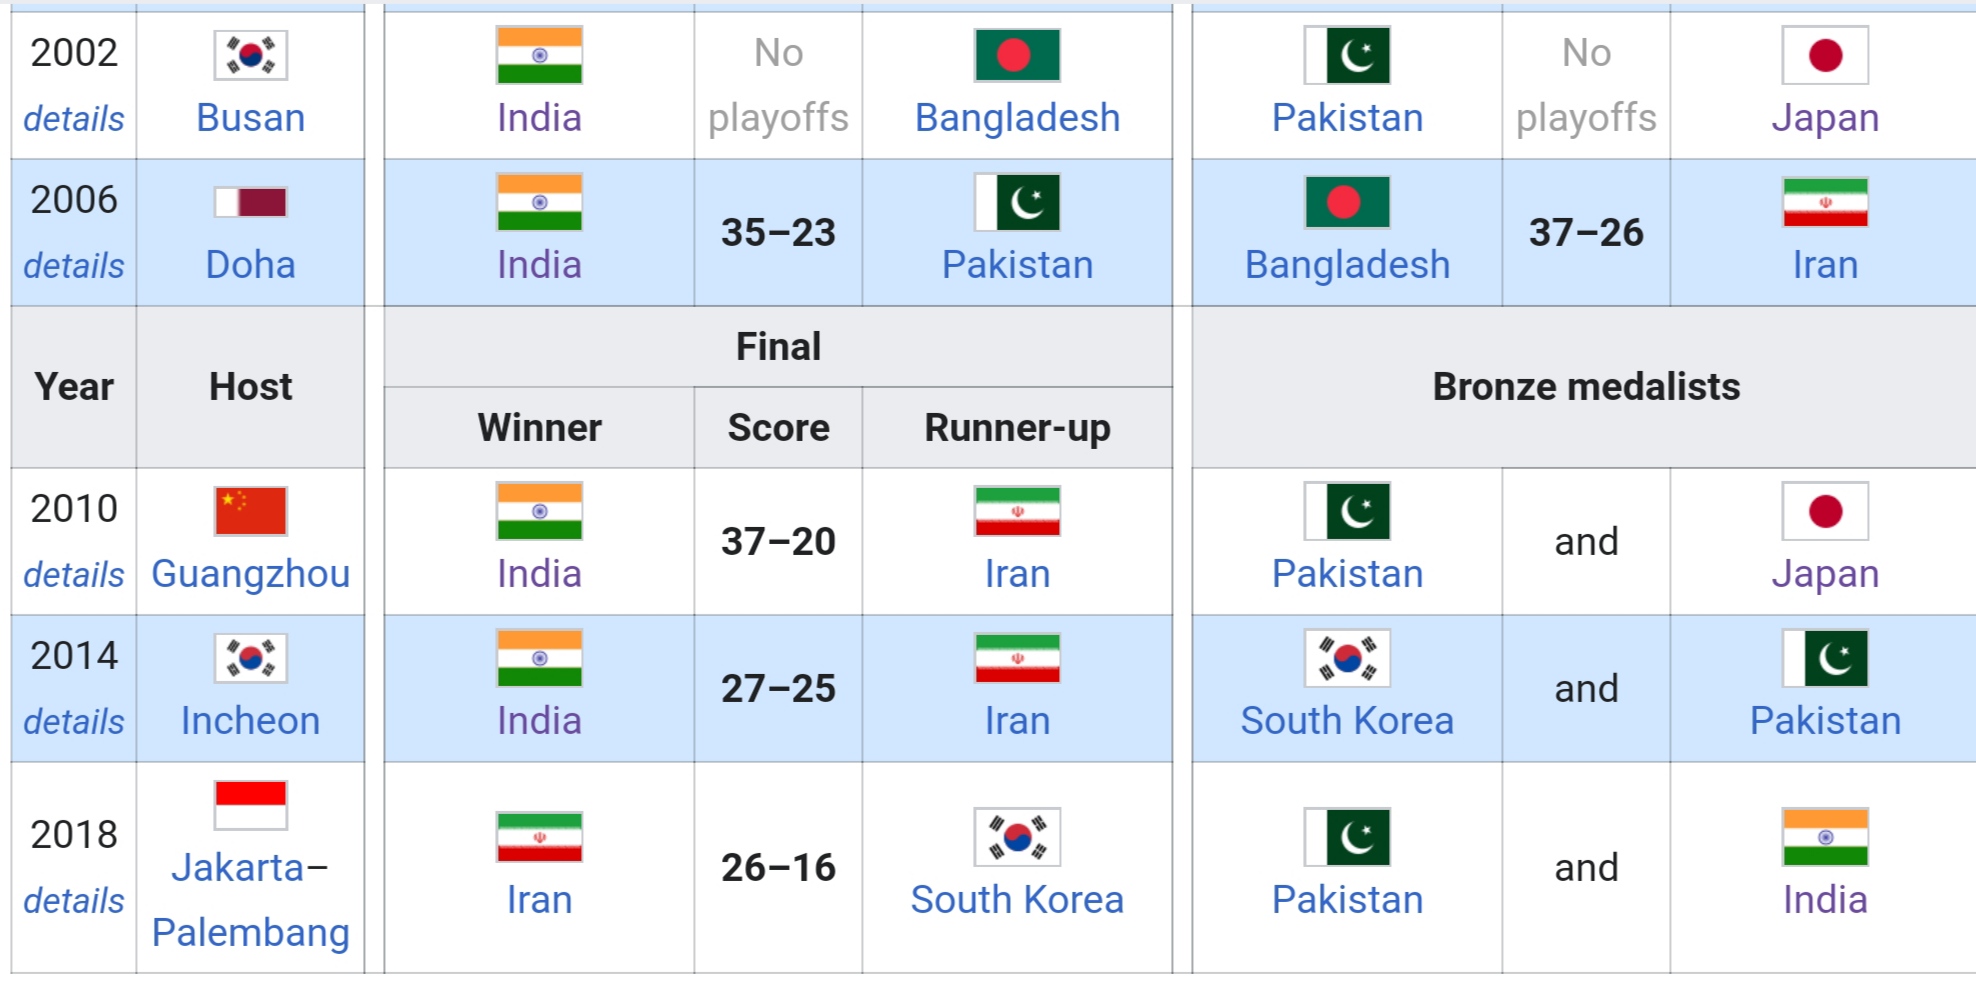 2002
details
Busan
India
No
playoffs
Bangladesh
Pakistan
No
playoffs
Japan
2006
details
Doha
India
35–23
Pakistan
Bangladesh
37–26
Iran
Year
Host
Final
Bronze medalists
Winner
Score
Runner-up
2010
details
Guangzhou
India
37–20
Iran
Pakistan
and
Japan
2014
details
Incheon
India
27–25
Iran
South Korea
and
Pakistan
2018
details
Jakarta–
Palembang
Iran
26–16
South Korea
Pakistan
and
India